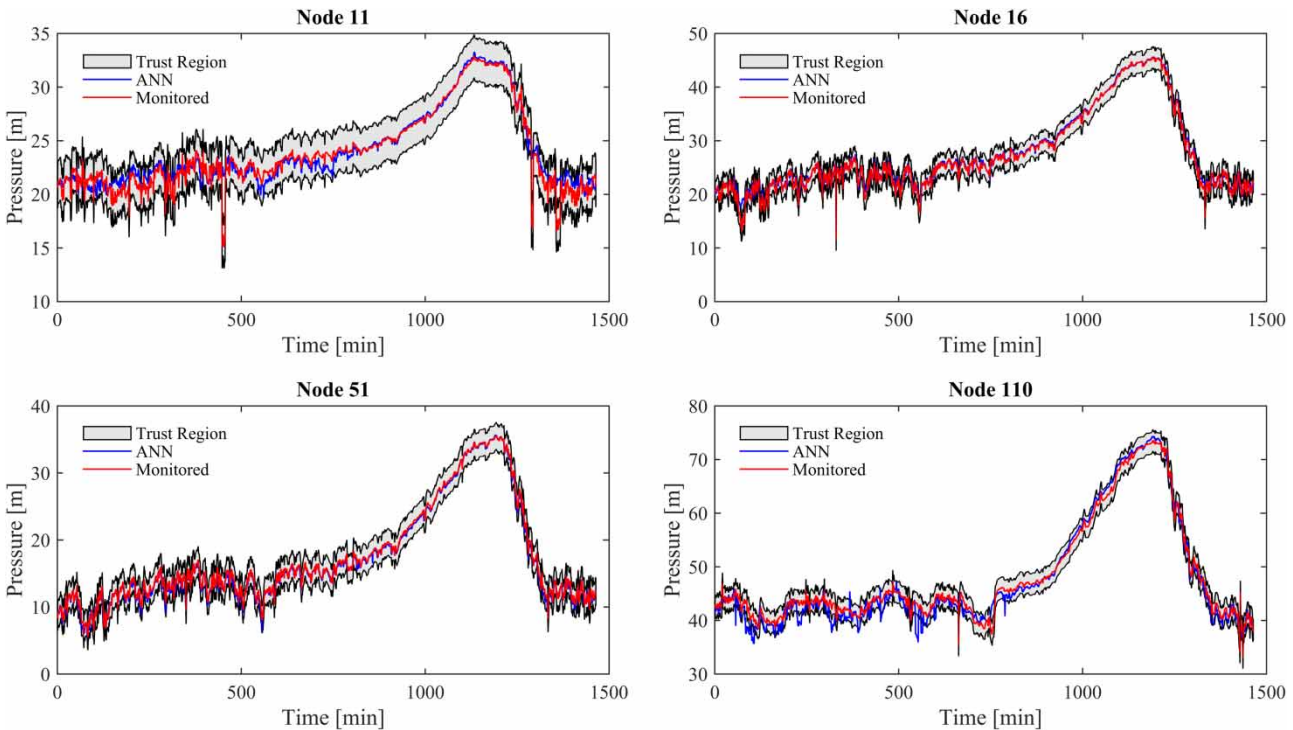 Node 11
35
30
25
20
15
10
Pressure [m]
Trust Region
ANN
Monitored
0 500 1000 1500
Time [min]
Node 16
50
40
30
20
10
0
Pressure [m]
Trust Region
ANN
Monitored
0 500 1000 1500
Time [min]
Node 51
40
30
20
10
0
Pressure [m]
Trust Region
ANN
Monitored
0 500 1000 1500
Time [min]
Node 110
80
70
60
50
40
30
Pressure [m]
Trust Region
ANN
Monitored
0 500 1000 1500
Time [min]